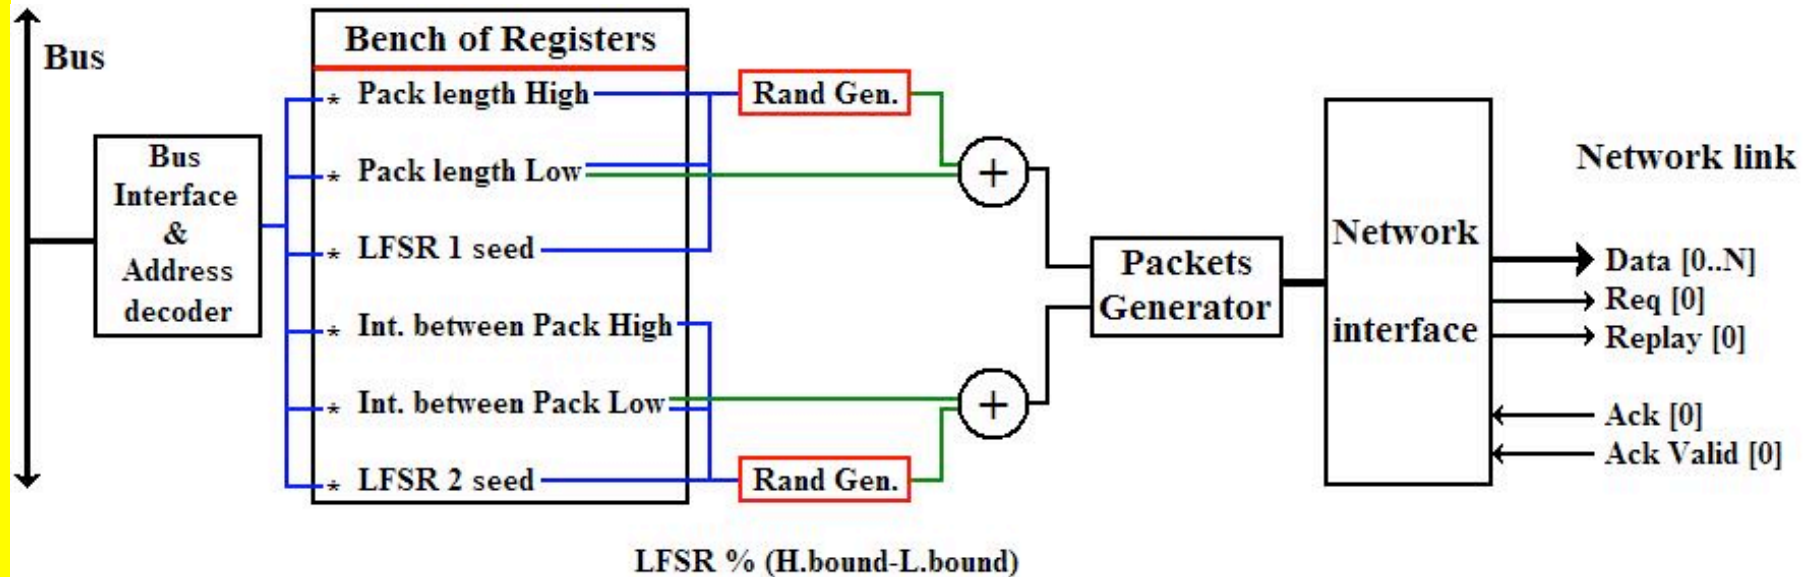 Bus
Bench of Registers
* Pack length High
* Pack length Low
* LFSR 1 seed
* Int. between Pack High
* Int. between Pack Low
* LFSR 2 seed
Bus
Interface
&
Address
decoder
Rand Gen.
+
+
Rand Gen.
Packets
Generator
Network
interface
Network link
Data [0..N]
Req [0]
Replay [0]
Ack [0]
Ack Valid [0]
LFSR % (H.bound-L.bound)